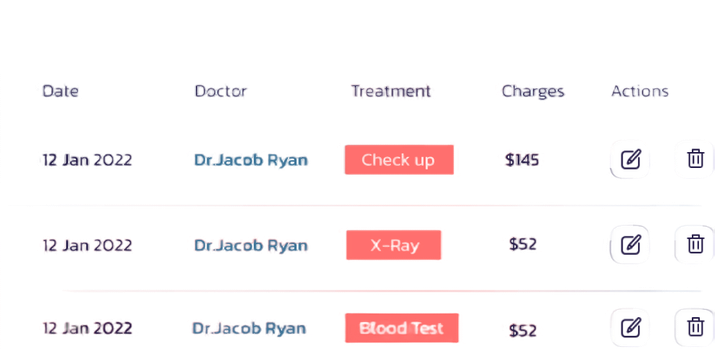 Date Doctor Treatment Charges Actions
12 Jan 2022 Dr.Jacob Ryan Check up $145
12 Jan 2022 Dr.Jacob Ryan X-Ray $52
12 Jan 2022 Dr.Jacob Ryan Blood Test $52